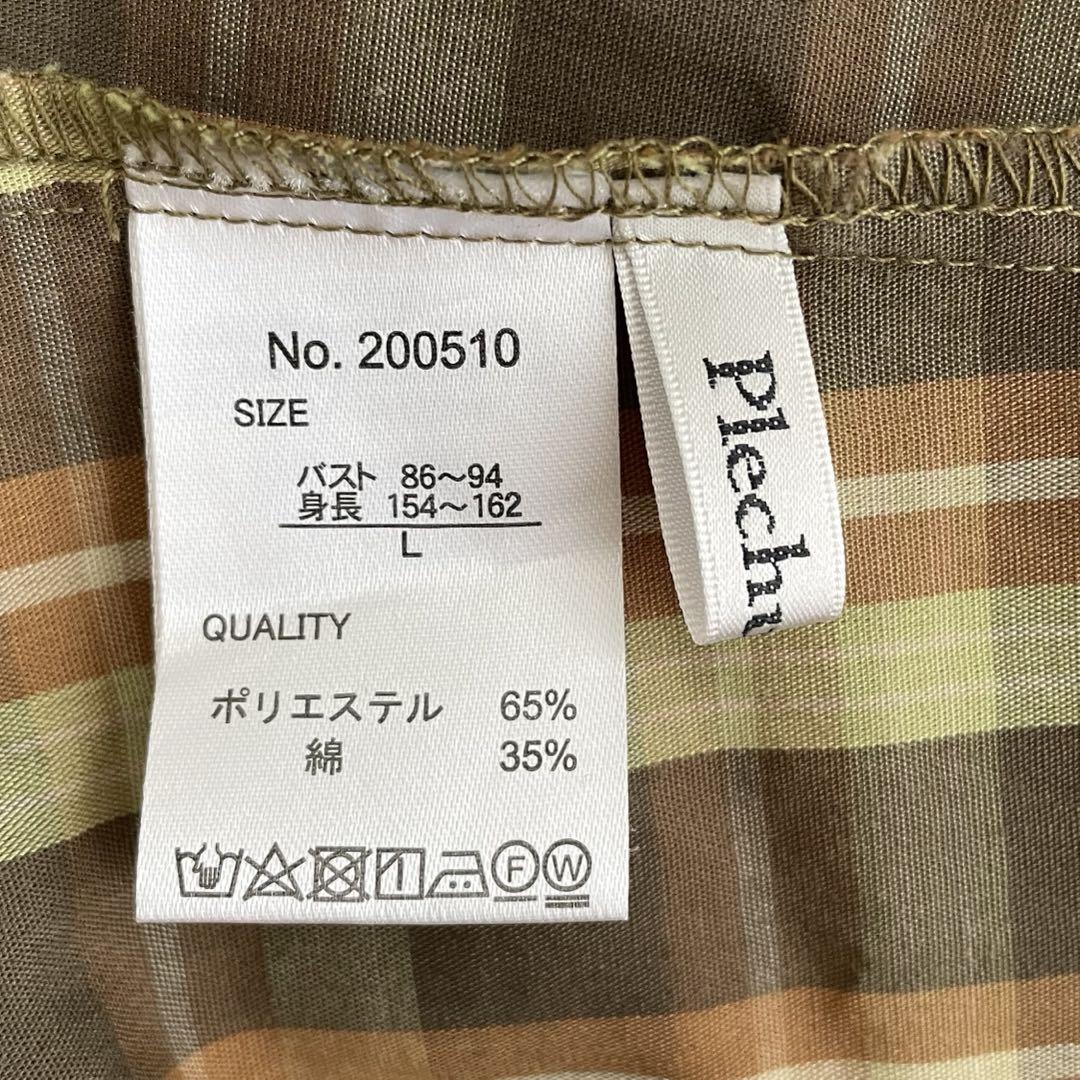 No. 200510
SIZE
バスト 86～94
身長 154～162
L
QUALITY
ポリエステル 65%
綿 35%
F W